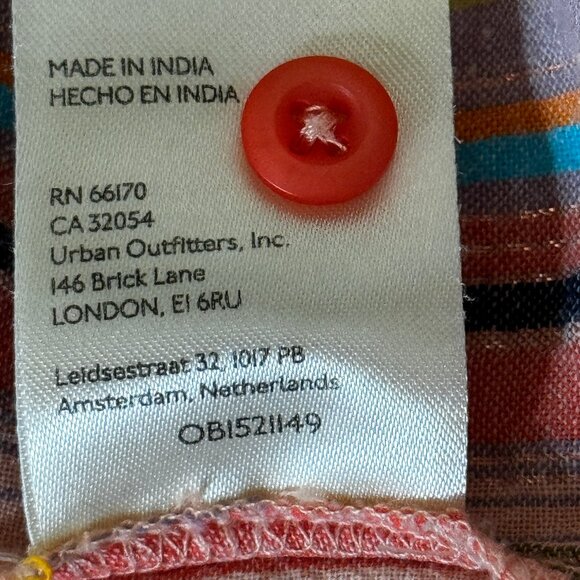 MADE IN INDIA
HECHO EN INDIA
RN 66170
CA 32054
Urban Outfitters, Inc.
146 Brick Lane
LONDON, E1 6RU
Leidsestraat 32, 1017 PB
Amsterdam, Netherlands
OB1521149